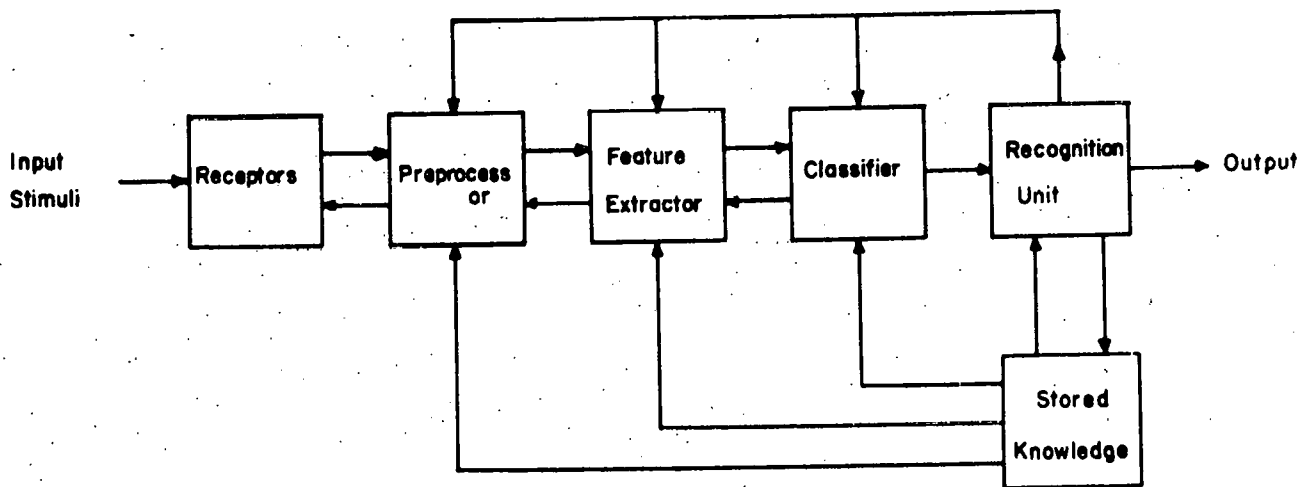 Input
Stimuli
Receptors
Preprocess
or
Feature
Extractor
Classifier
Recognition
Unit
Output
Stored
Knowledge